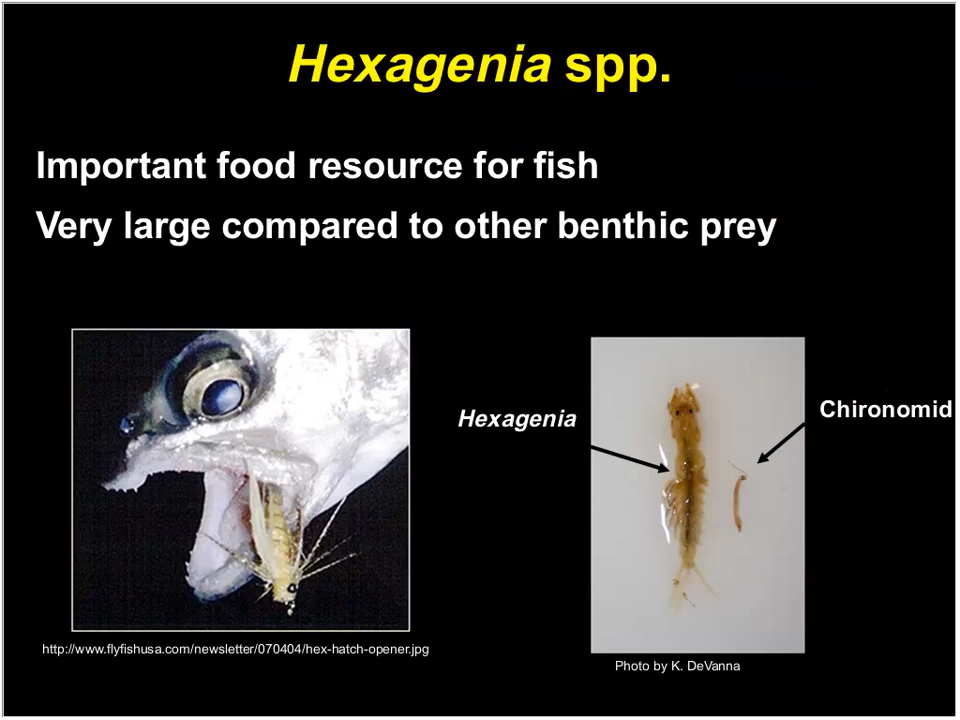 Hexagenia spp.
Important food resource for fish
Very large compared to other benthic prey
Hexagenia
Chironomid
http://www.flyfishusa.com/newsletter/070404/hex-hatch-opener.jpg
Photo by K. DeVanna